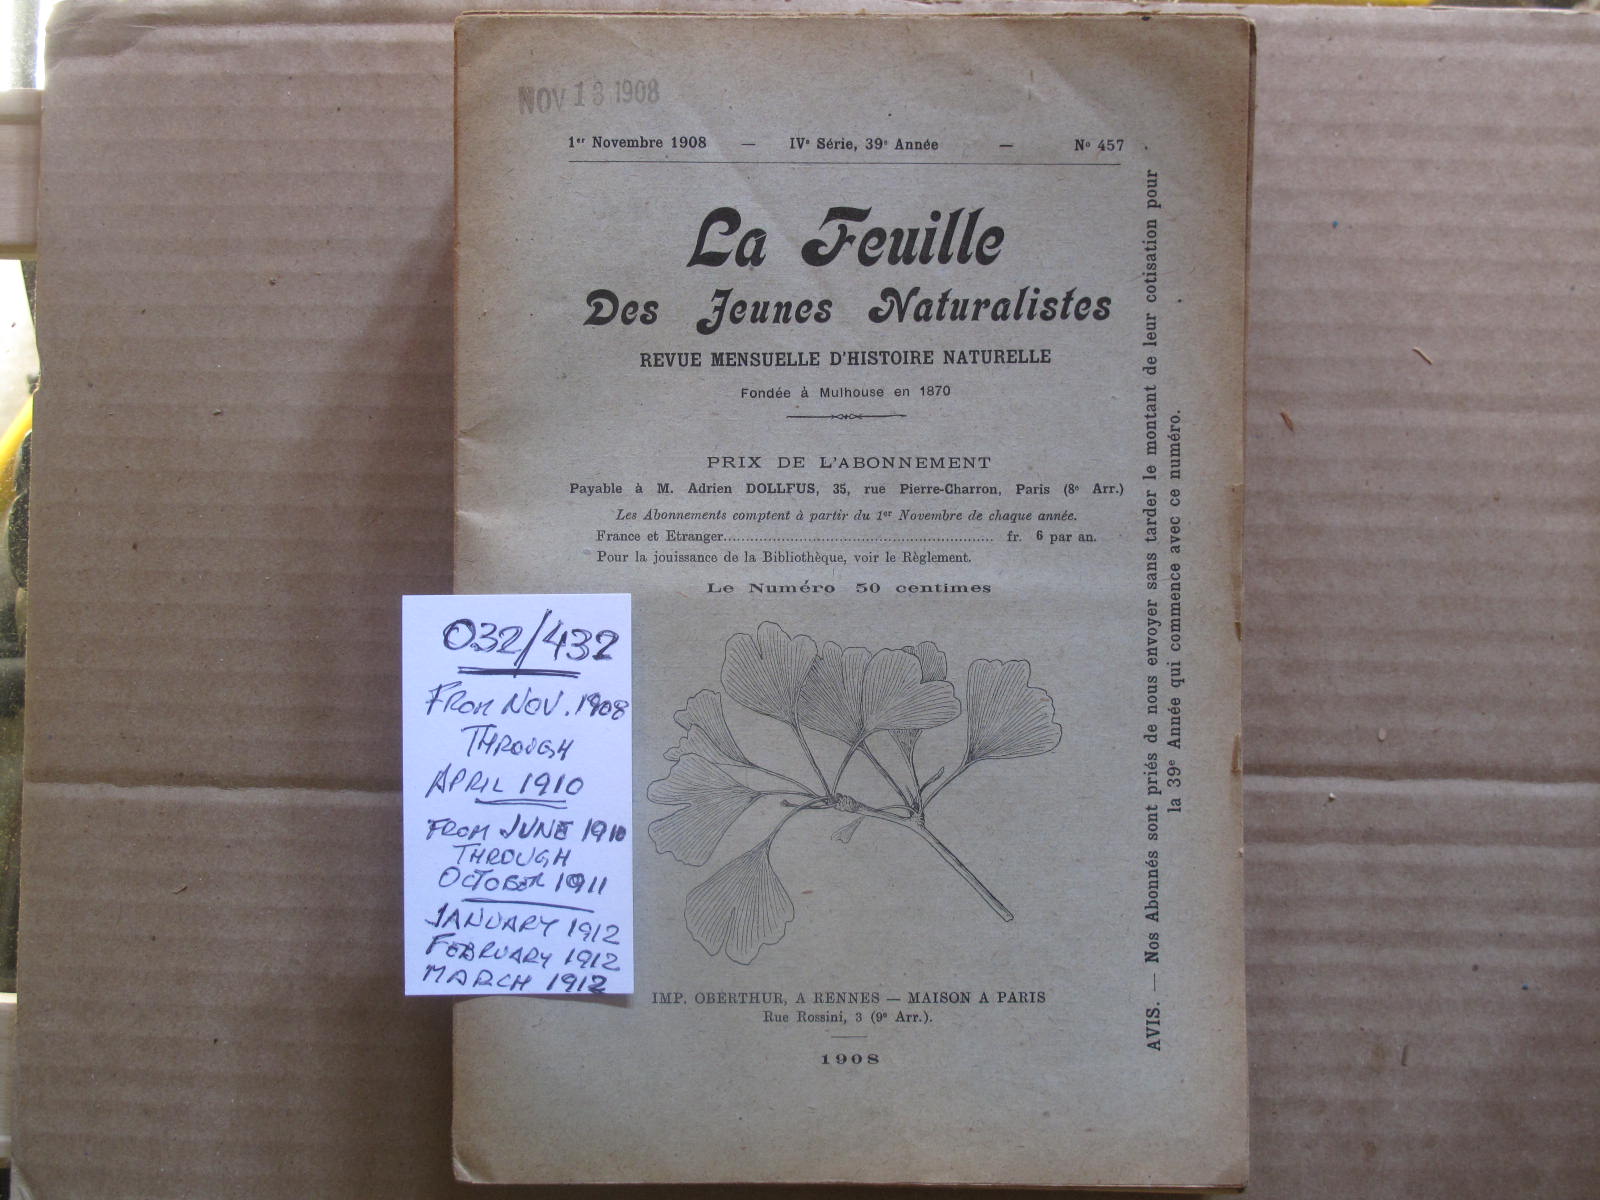 NOV 13 1908
1er Novembre 1908 — IVe Série, 39e Année — No 457
La Feuille
Des Jeunes Naturalistes
REVUE MENSUELLE D'HISTOIRE NATURELLE
Fondée à Mulhouse en 1870
PRIX DE L'ABONNEMENT
Payable à M. Adrien DOLLFUS, 35, rue Pierre-Charron, Paris (8e Arr.)
Les Abonnements comptent à partir du 1er Novembre de chaque année.
France et Etranger.......... fr. 6 par an.
Pour la jouissance de la Bibliothèque, voir le Règlement.
Le Numéro 50 centimes
IMP. OBERTHUR, A RENNES — MAISON A PARIS
Rue Rossini, 3 (9e Arr.).
1908
AVIS. — Nos Abonnés sont priés de nous envoyer sans tarder le montant de leur cotisation pour
la 39e Année qui commence avec ce numéro.
032/432
FROM NOV. 1908
THROUGH
APRIL 1910
FROM JUNE 1910
THROUGH
OCTOBER 1911
JANUARY 1912
FEBRUARY 1912
MARCH 1912